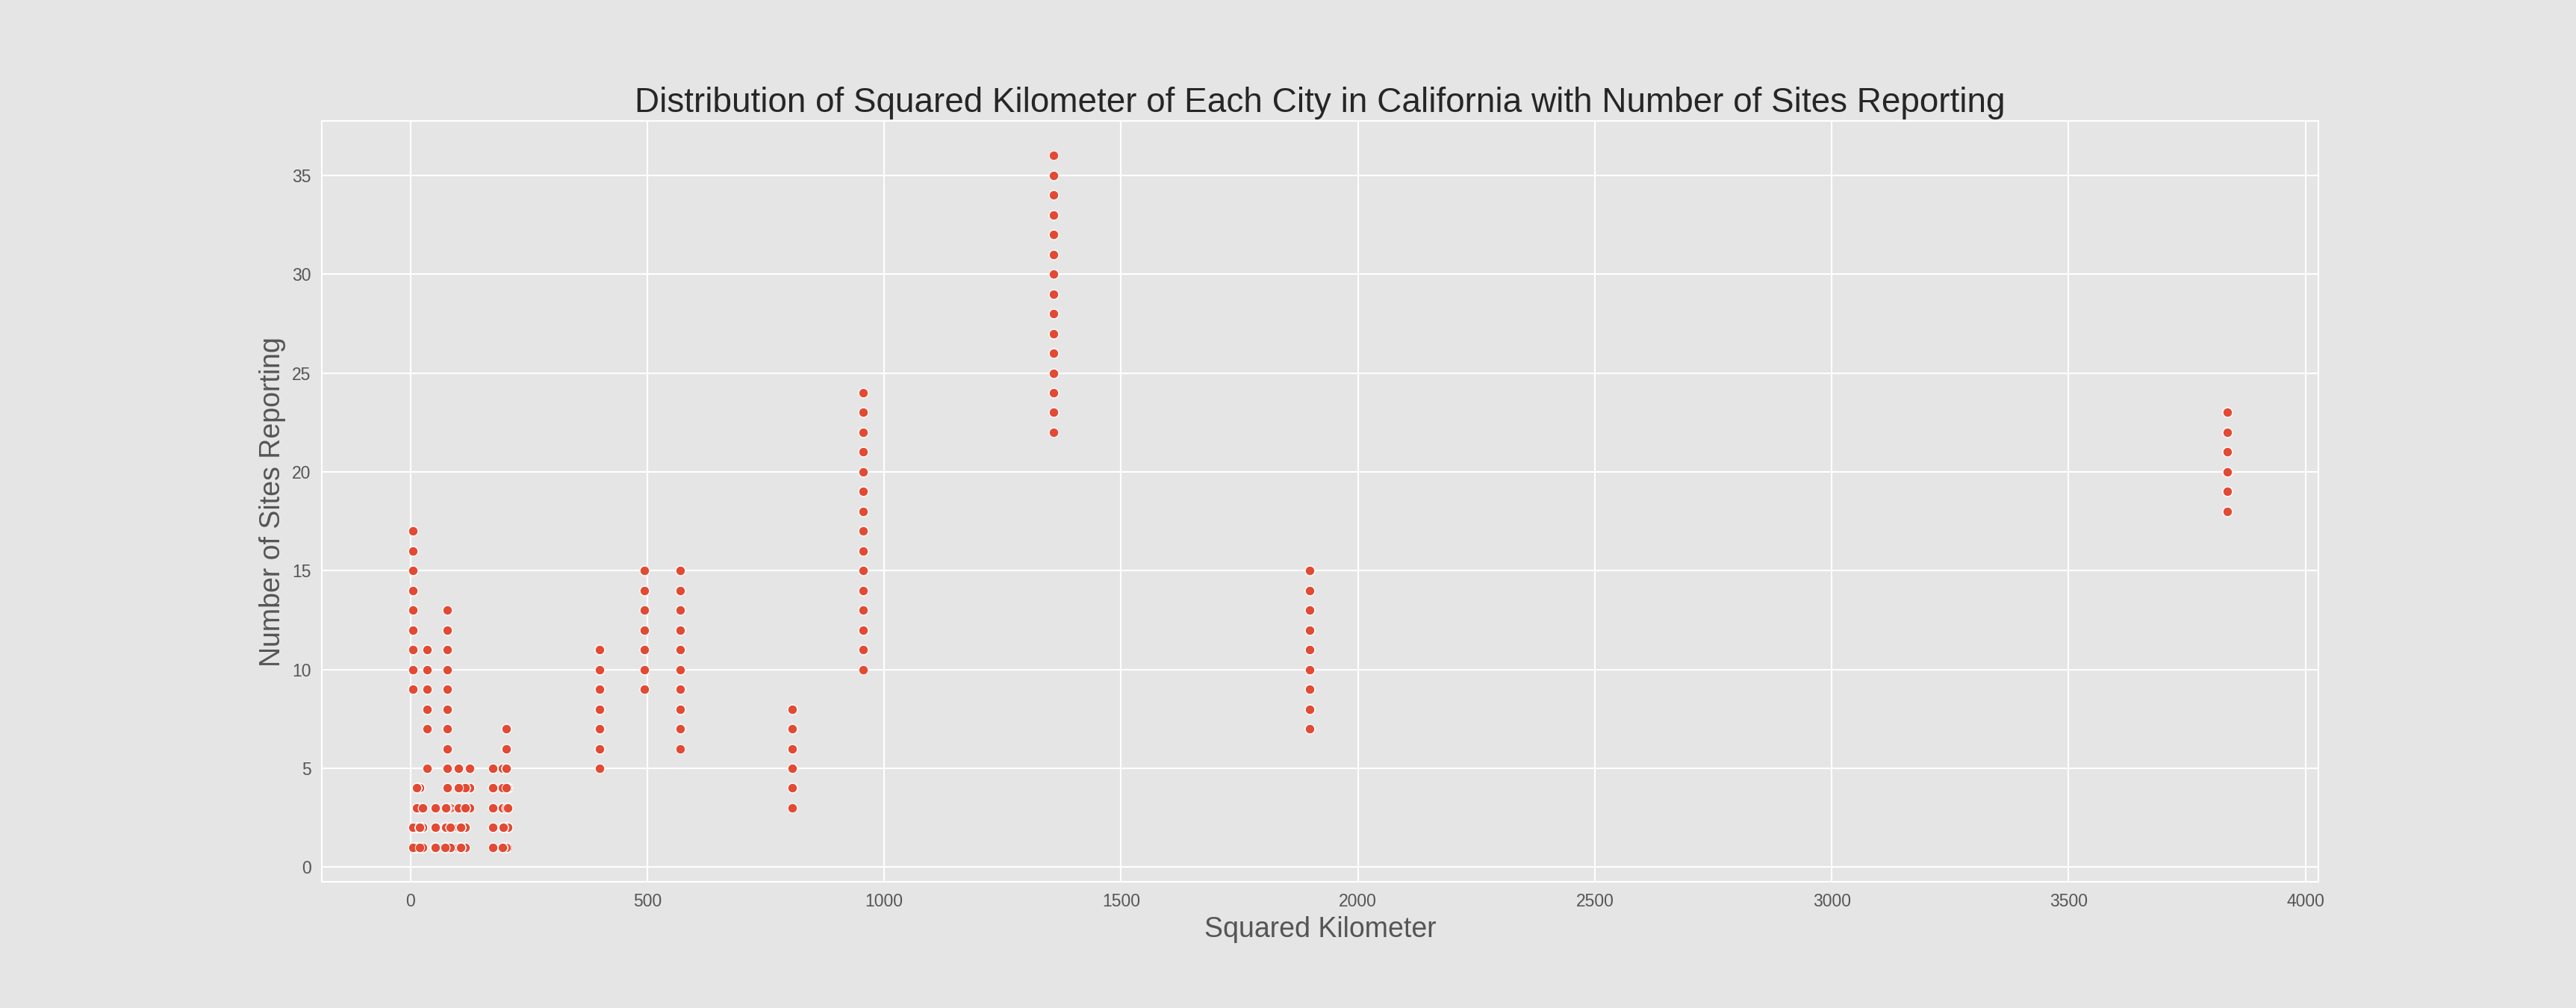 Distribution of Squared Kilometer of Each City in California with Number of Sites Reporting
Number of Sites Reporting
35
30
25
20
15
10
5
0
0 500 1000 1500 2000 2500 3000 3500 4000
Squared Kilometer